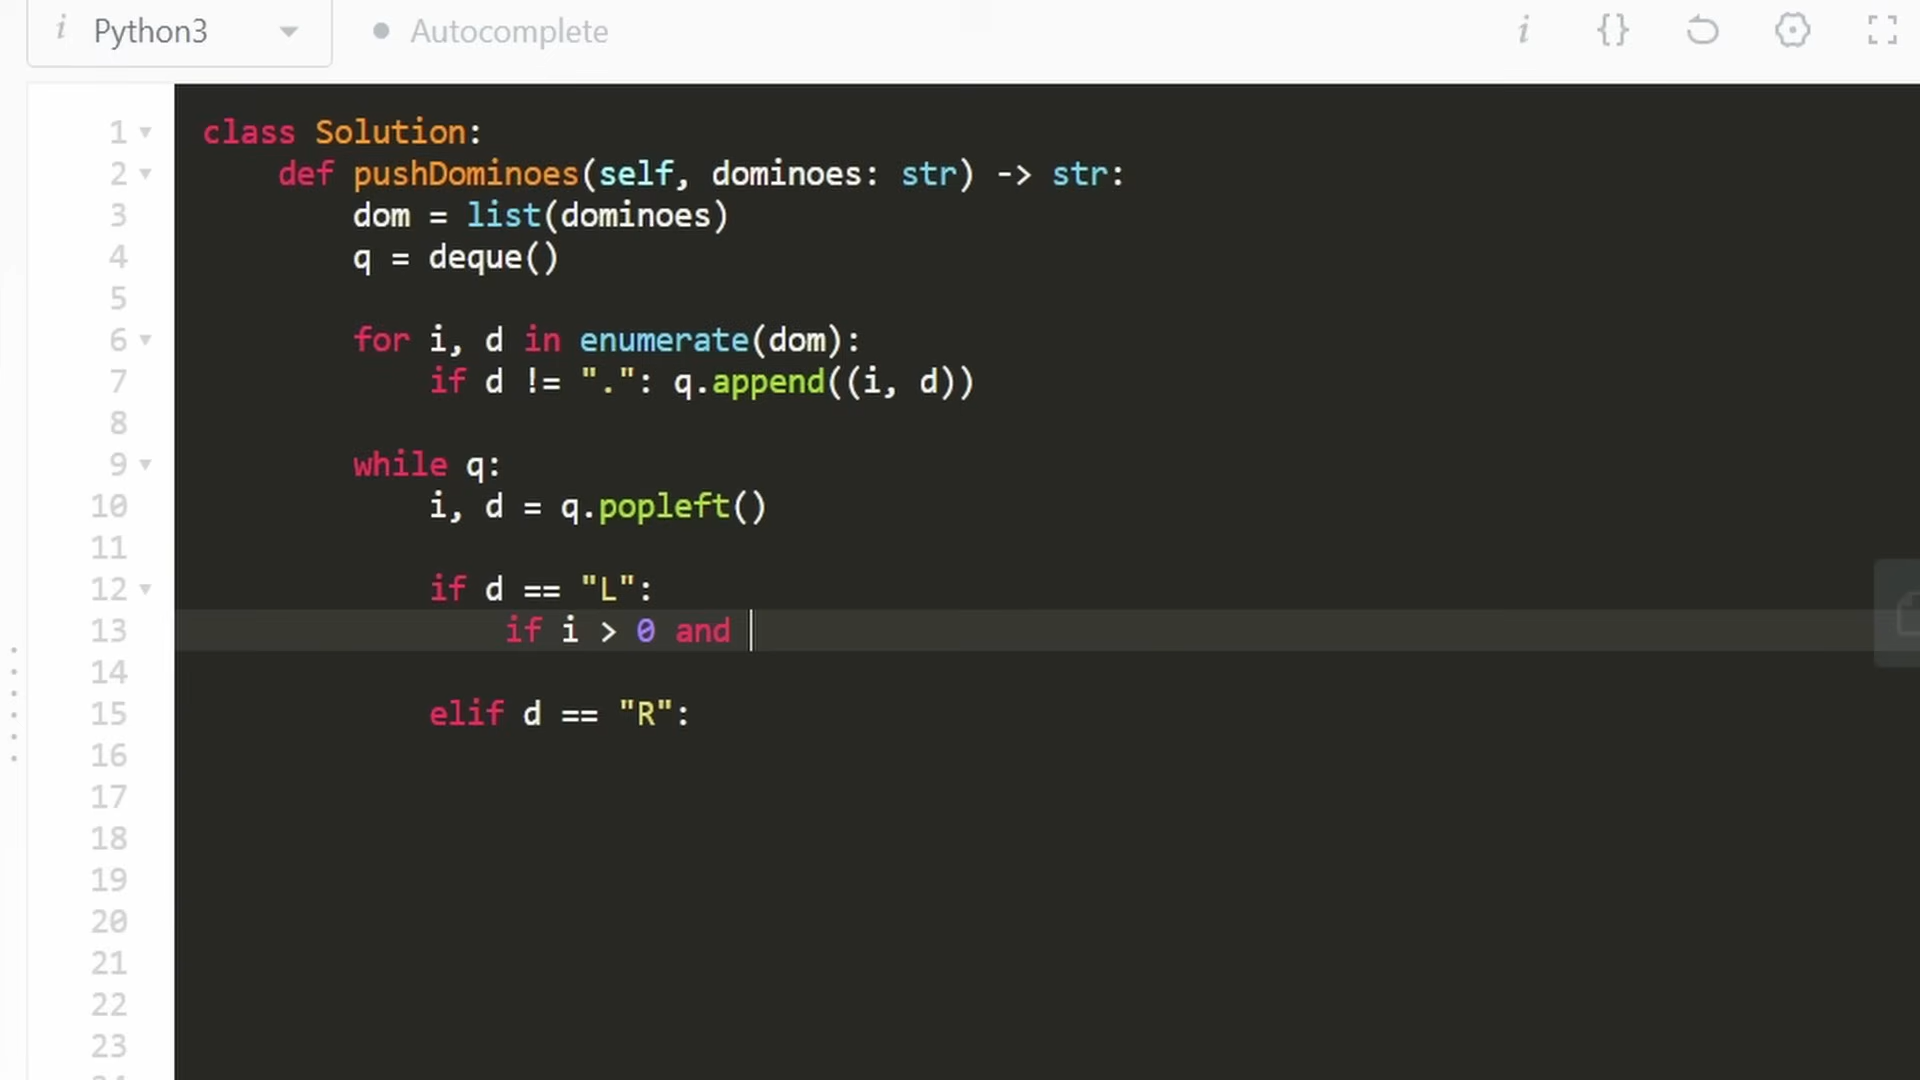 i Python3 Autocomplete i {}
1 class Solution:
2 def pushDominoes(self, dominoes: str) -> str:
3 dom = list(dominoes)
4 q = deque()
5
6 for i, d in enumerate(dom):
7 if d != ".": q.append((i, d))
8
9 while q:
10 i, d = q.popleft()
11
12 if d == "L":
13 if i > 0 and
14
15 elif d == "R":
16
17
18
19
20
21
22
23